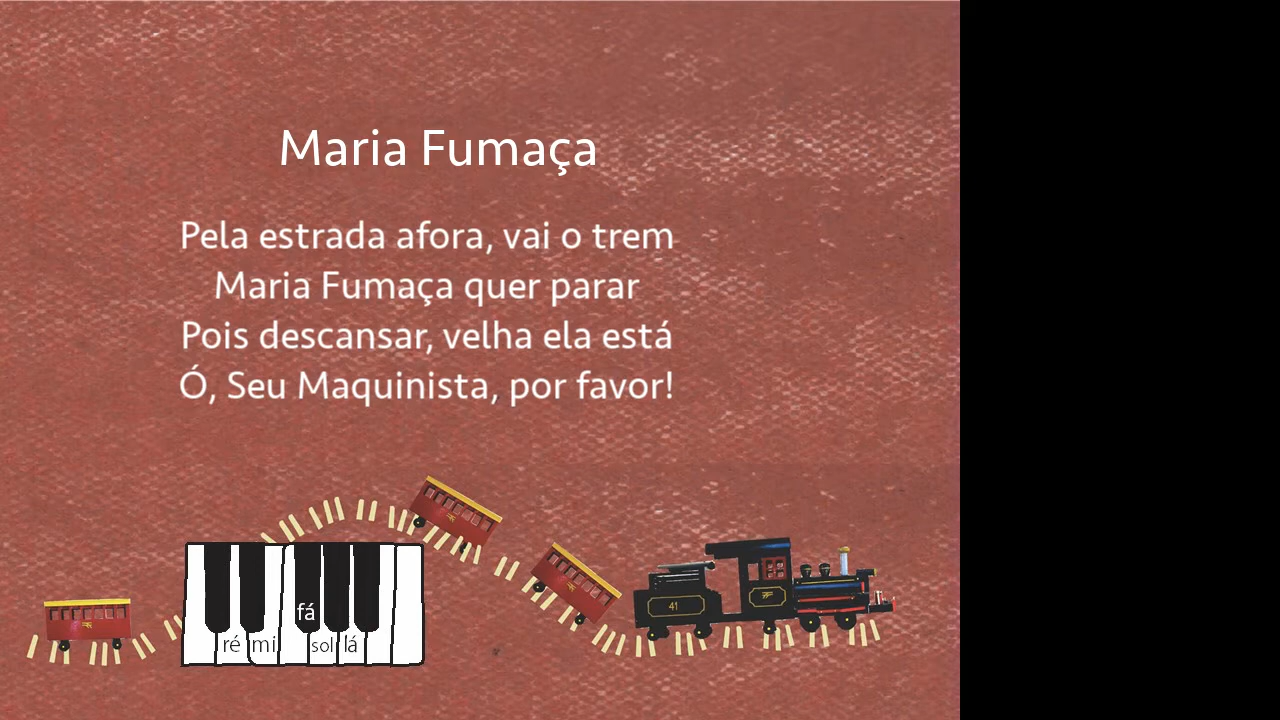 Maria Fumaça
Pela estrada afora, vai o trem
Maria Fumaça quer parar
Pois descansar, velha ela está
Ó, Seu Maquinista, por favor!
fá
ré mi sol lá
41